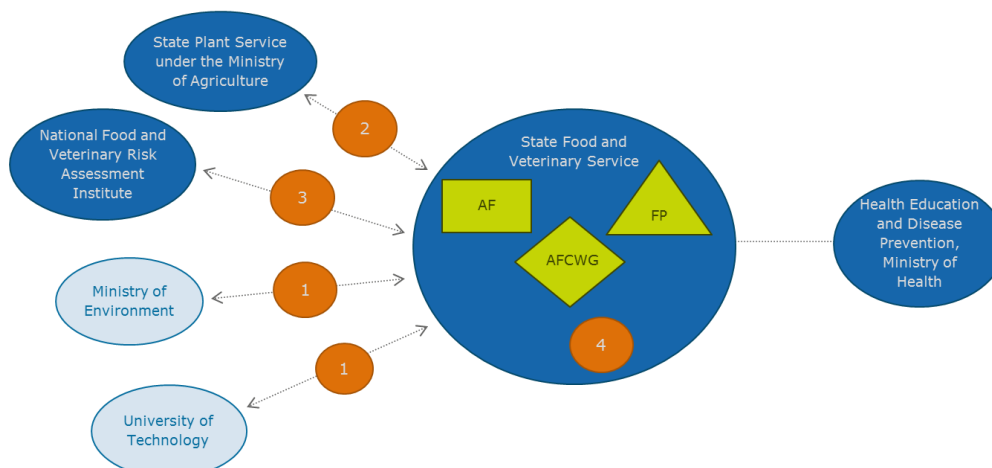 State Plant Service
under the Ministry
of Agriculture
2
National Food and
Veterinary Risk
Assessment
Institute
3
Ministry of
Environment
1
University of
Technology
1
State Food and
Veterinary Service
AF
FP
AFCWG
4
Health Education
and Disease
Prevention,
Ministry of
Health